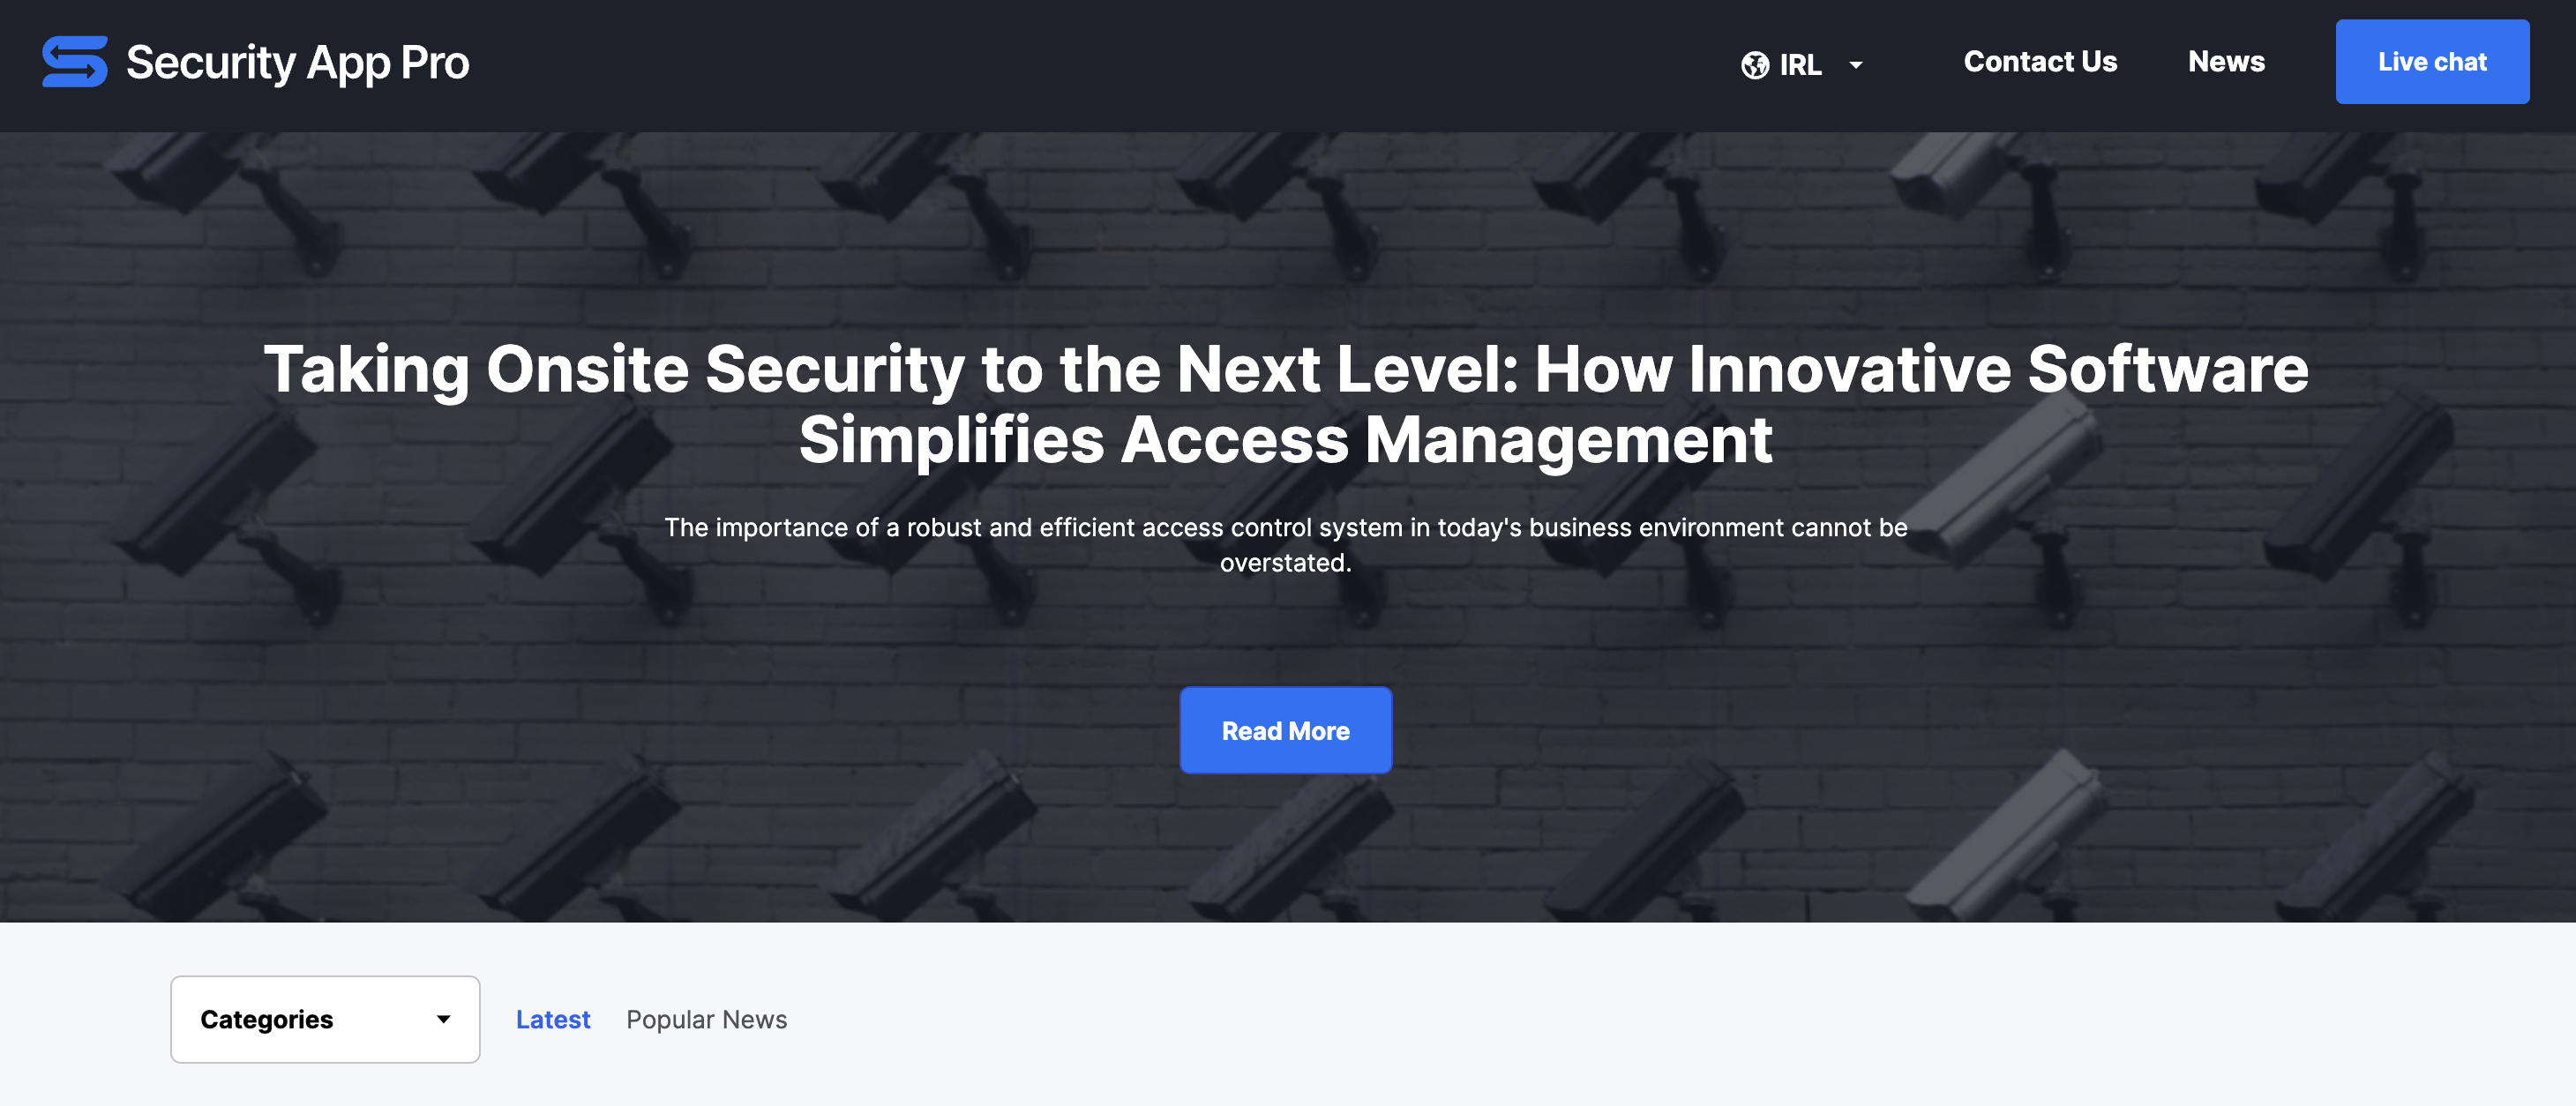 Security App Pro
IRL
Contact Us
News
Live chat
Taking Onsite Security to the Next Level: How Innovative Software
Simplifies Access Management
The importance of a robust and efficient access control system in today's business environment cannot be
overstated.
Read More
Categories
Latest
Popular News